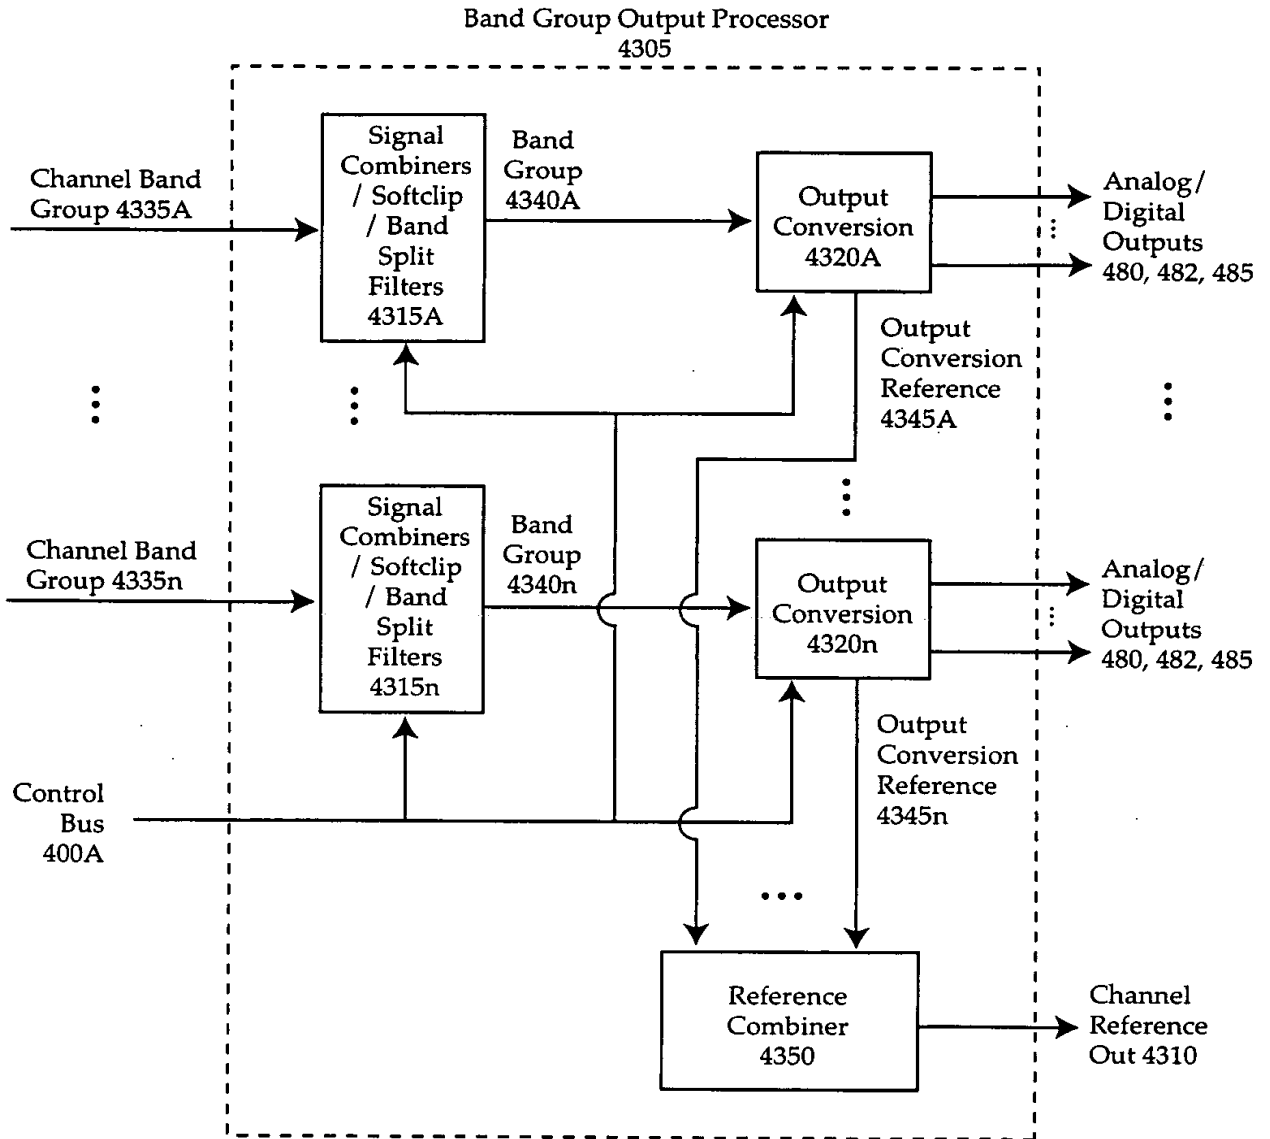 Band Group Output Processor
4305
Channel Band
Group 4335A
Signal
Combiners
/ Softclip
/ Band
Split
Filters
4315A
Band
Group
4340A
Output
Conversion
4320A
Analog/
Digital
Outputs
480, 482, 485
Output
Conversion
Reference
4345A
Channel Band
Group 4335n
Signal
Combiners
/ Softclip
/ Band
Split
Filters
4315n
Band
Group
4340n
Output
Conversion
4320n
Analog/
Digital
Outputs
480, 482, 485
Output
Conversion
Reference
4345n
Control
Bus
400A
Reference
Combiner
4350
Channel
Reference
Out 4310